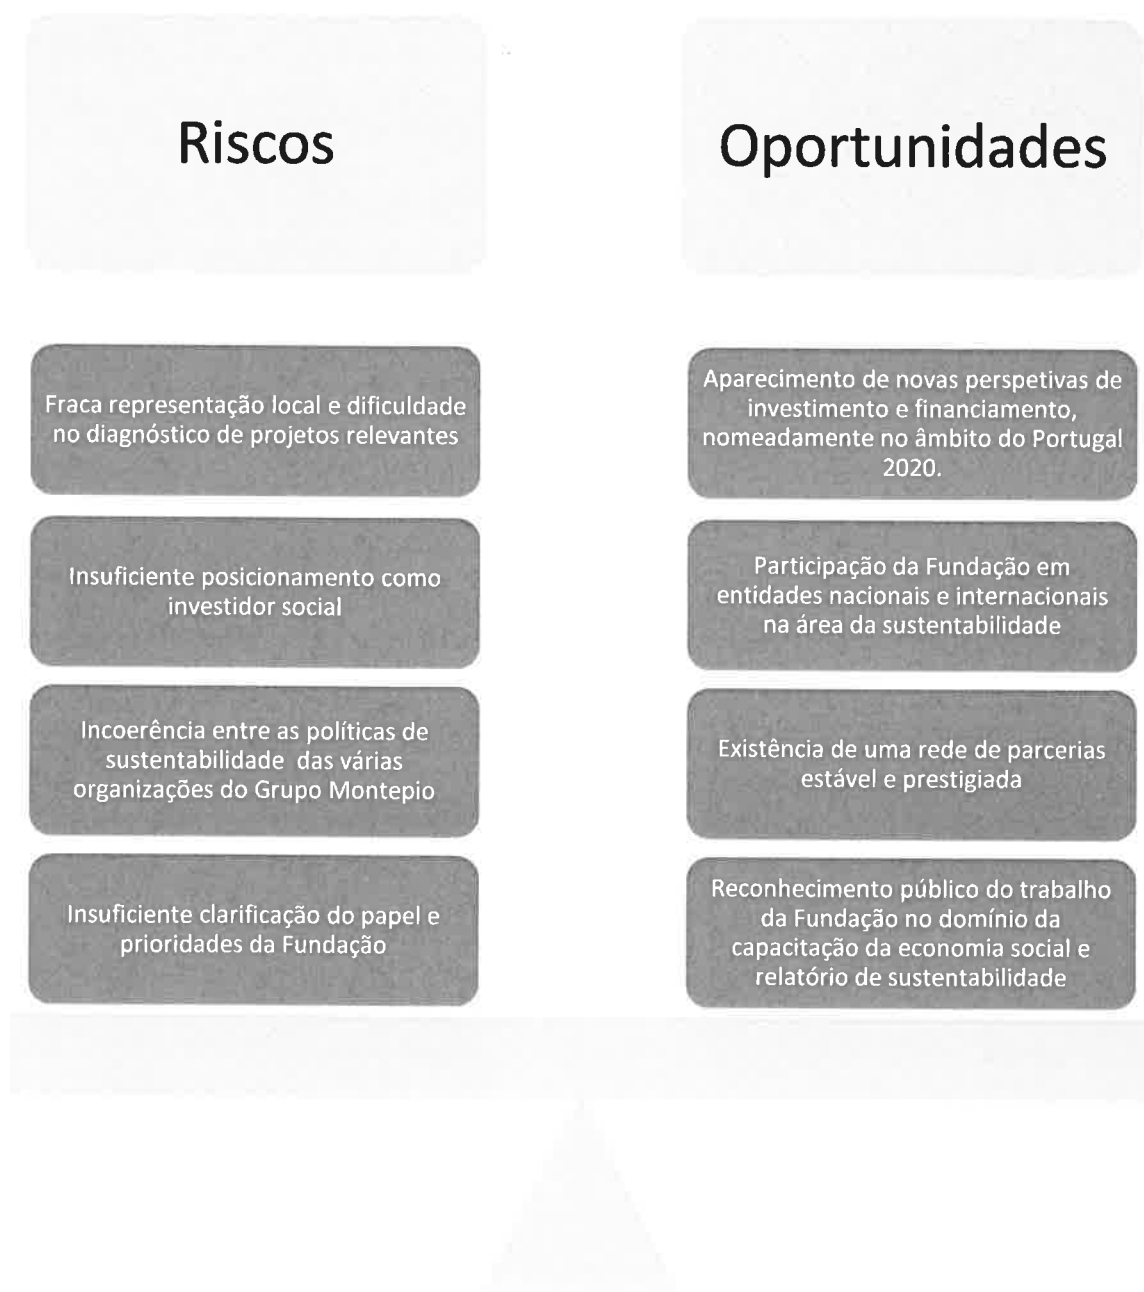 Riscos
Fraca representação local e dificuldade
no diagnóstico de projetos relevantes
Insuficiente posicionamento como
investidor social
Incoerência entre as políticas de
sustentabilidade das várias
organizações do Grupo Montepio
Insuficiente clarificação do papel e
prioridades da Fundação
Oportunidades
Aparecimento de novas perspetivas de
investimento e financiamento,
nomeadamente no âmbito do Portugal
2020.
Participação da Fundação em
entidades nacionais e internacionais
na área da sustentabilidade
Existência de uma rede de parcerias
estável e prestigiada
Reconhecimento público do trabalho
da Fundação no domínio da
capacitação da economia social e
relatório de sustentabilidade